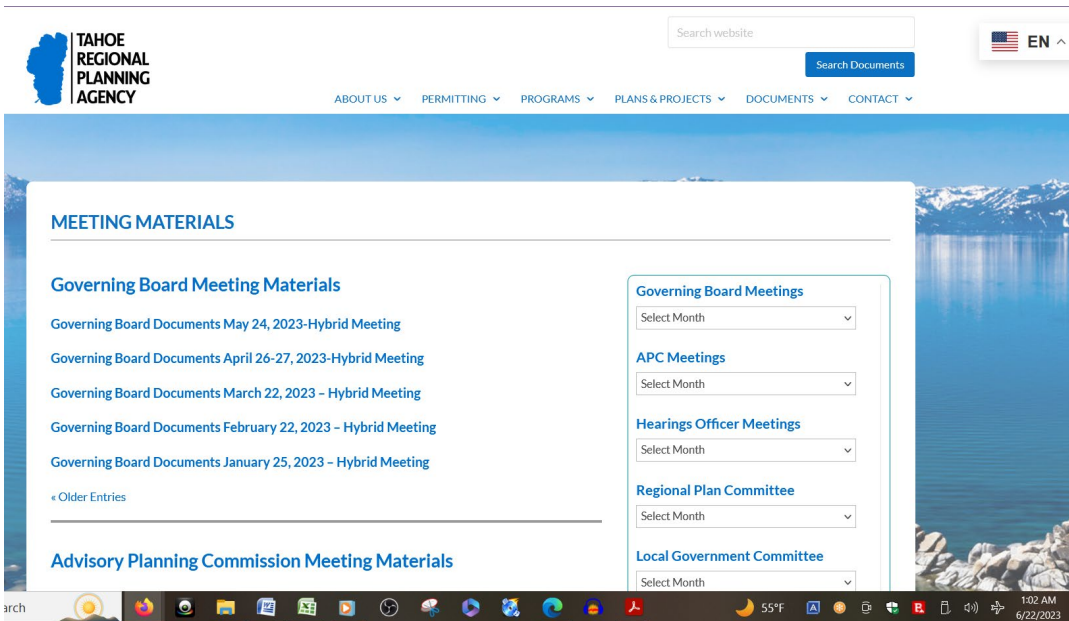 TAHOE
REGIONAL
PLANNING
AGENCY
Search website
Search Documents
EN
ABOUT US
PERMITTING
PROGRAMS
PLANS & PROJECTS
DOCUMENTS
CONTACT
MEETING MATERIALS
Governing Board Meeting Materials
Governing Board Documents May 24, 2023-Hybrid Meeting
Governing Board Documents April 26-27, 2023-Hybrid Meeting
Governing Board Documents March 22, 2023 – Hybrid Meeting
Governing Board Documents February 22, 2023 – Hybrid Meeting
Governing Board Documents January 25, 2023 – Hybrid Meeting
« Older Entries
Advisory Planning Commission Meeting Materials
Governing Board Meetings
Select Month
APC Meetings
Select Month
Hearings Officer Meetings
Select Month
Regional Plan Committee
Select Month
Local Government Committee
Select Month
arch
55°F
1:02 AM
6/22/2023